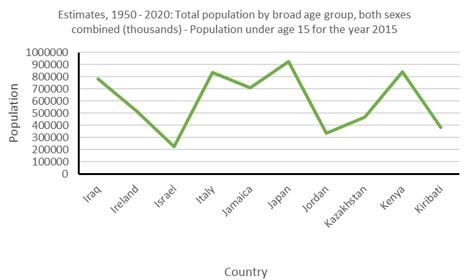 Estimates, 1950 - 2020: Total population by broad age group, both sexes
combined (thousands) - Population under age 15 for the year 2015
Population
1000000
900000
800000
700000
600000
500000
400000
300000
200000
100000
0
Iraq
Ireland
Israel
Italy
Jamaica
Japan
Jordan
Kazakhstan
Kenya
Kiribati
Country